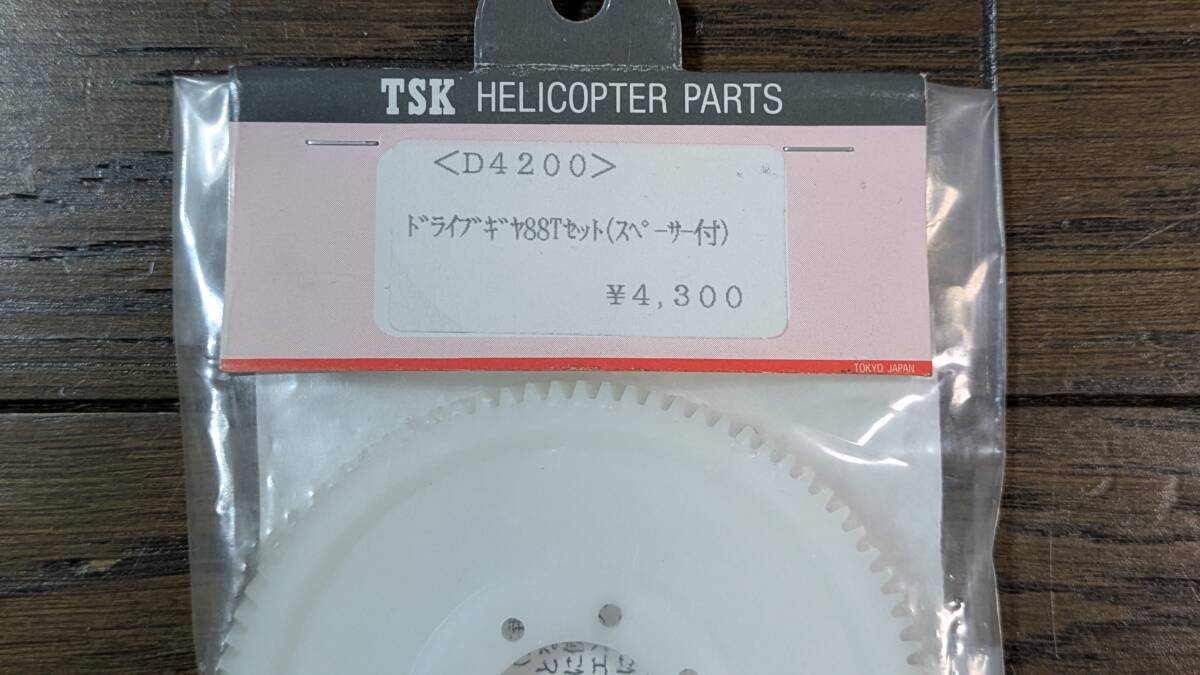 TSK HELICOPTER PARTS
<D4200>
ﾄﾞﾗｲﾌﾞｷﾞﾔ88Tｾｯﾄ(ｽﾍﾟｰｻｰ付)
¥4,300
TOKYO JAPAN